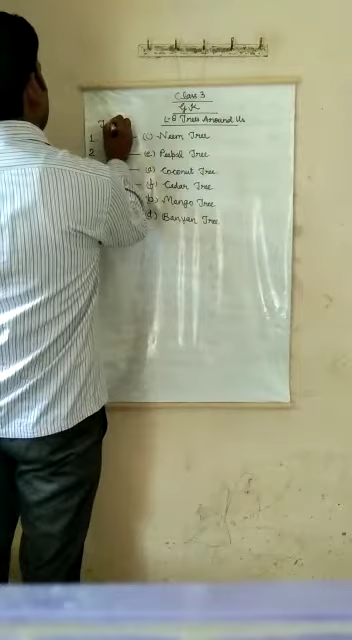 Class 3
G.K
L-6 Trees Around Us
1. (c) Neem Tree
2 (e) Peepal Tree
(a) Coconut Tree
(f) Cedar Tree
(b) Mango Tree
(d) Banyan Tree